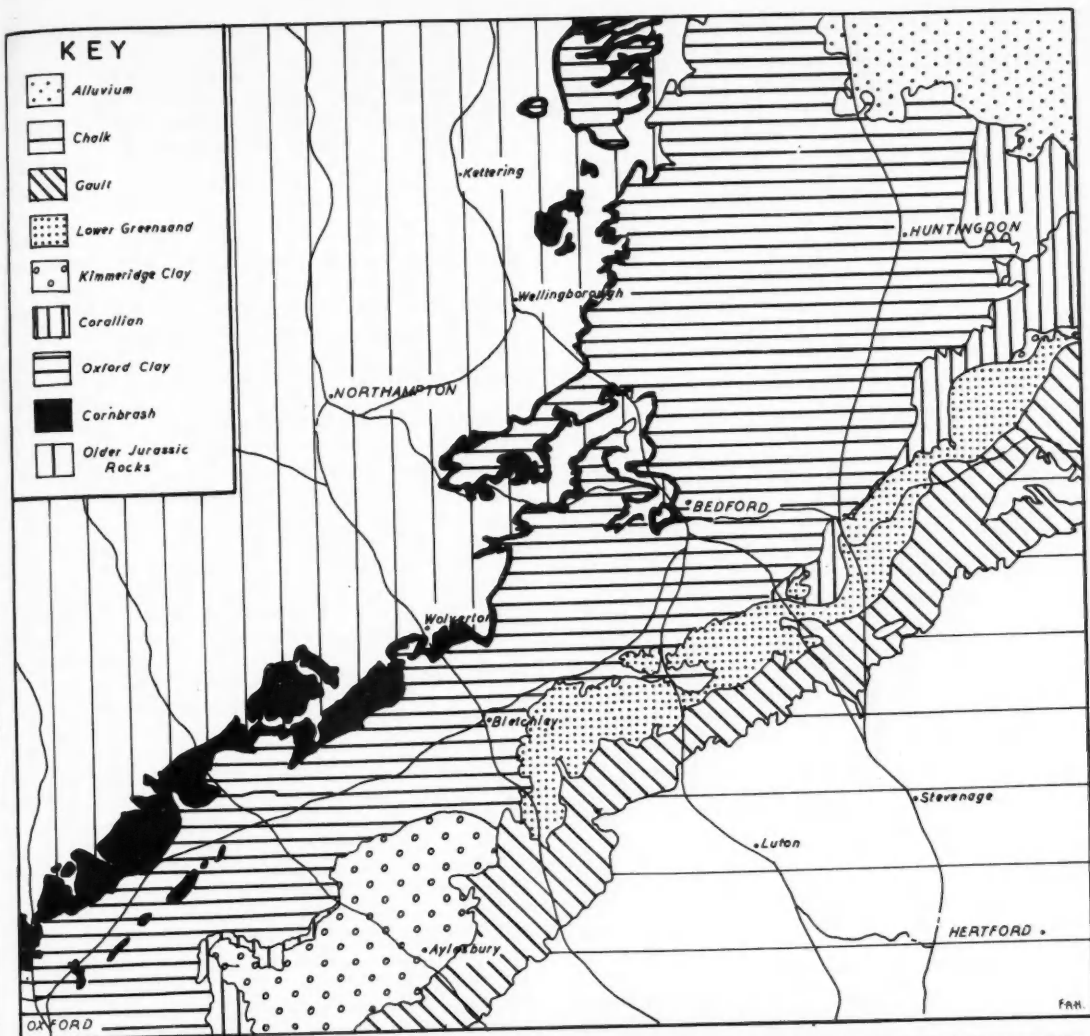 KEY
Alluvium
Chalk
Gault
Lower Greensand
Kimmeridge Clay
Corallian
Oxford Clay
Cornbrash
Older Jurassic
Rocks
Kettering
HUNTINGDON
Wellingborough
NORTHAMPTON
BEDFORD
Wolverton
Bletchley
Stevenage
Luton
HERTFORD
Aylesbury
OXFORD
F.A.H.